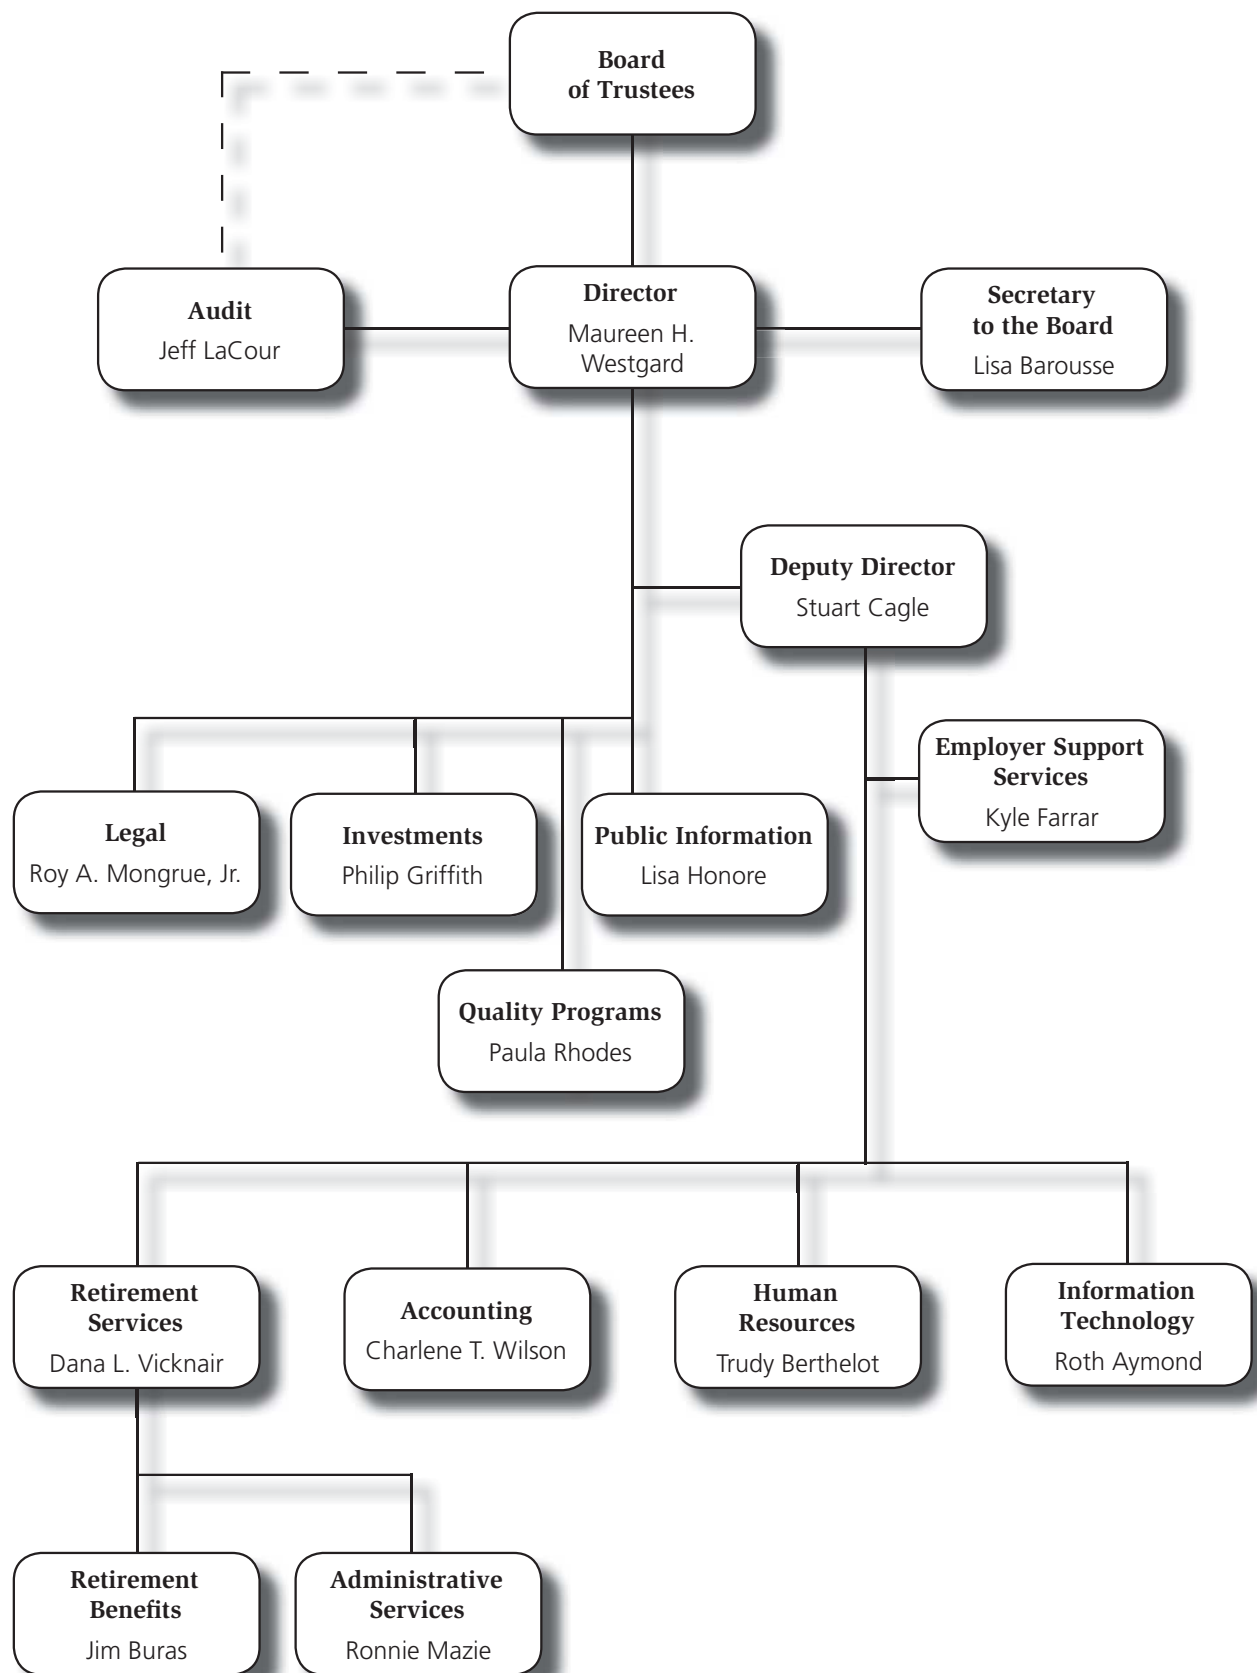 Board
of Trustees
Audit
Jeff LaCour
Director
Maureen H.
Westgard
Secretary
to the Board
Lisa Barousse
Deputy Director
Stuart Cagle
Employer Support
Services
Kyle Farrar
Legal
Roy A. Mongrue, Jr.
Investments
Philip Griffith
Public Information
Lisa Honore
Quality Programs
Paula Rhodes
Retirement
Services
Dana L. Vicknair
Accounting
Charlene T. Wilson
Human
Resources
Trudy Berthelot
Information
Technology
Roth Aymond
Retirement
Benefits
Jim Buras
Administrative
Services
Ronnie Mazie